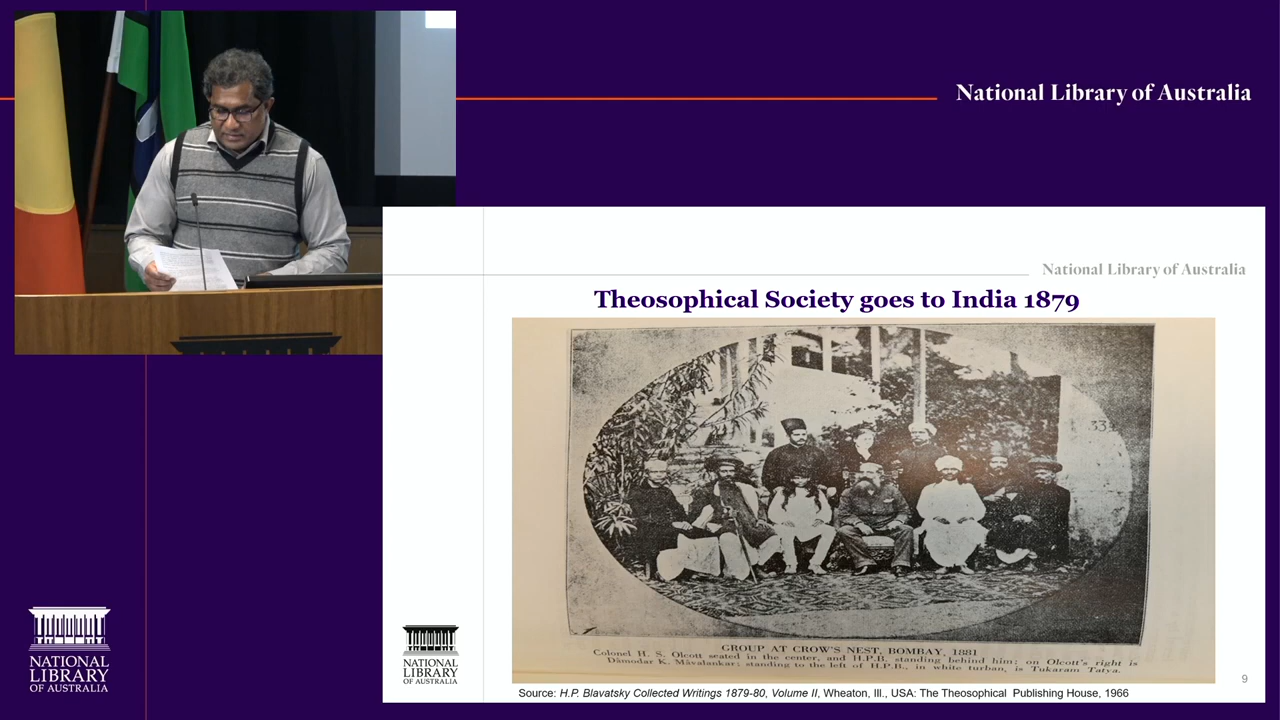 National Library of Australia
National Library of Australia
Theosophical Society goes to India 1879
33
GROUP AT CROW'S NEST, BOMBAY, 1881
Colonel H. S. Olcott seated in the center, and H.P.B. standing behind him; on Olcott's right is
Dâmodar K. Mâvalankar; standing to the left of H.P.B., in white turban, is Tukaram Tatya.
NATIONAL
LIBRARY
OF AUSTRALIA
9
Source: H.P. Blavatsky Collected Writings 1879-80, Volume II, Wheaton, Ill., USA: The Theosophical Publishing House, 1966
NATIONAL
LIBRARY
OF AUSTRALIA